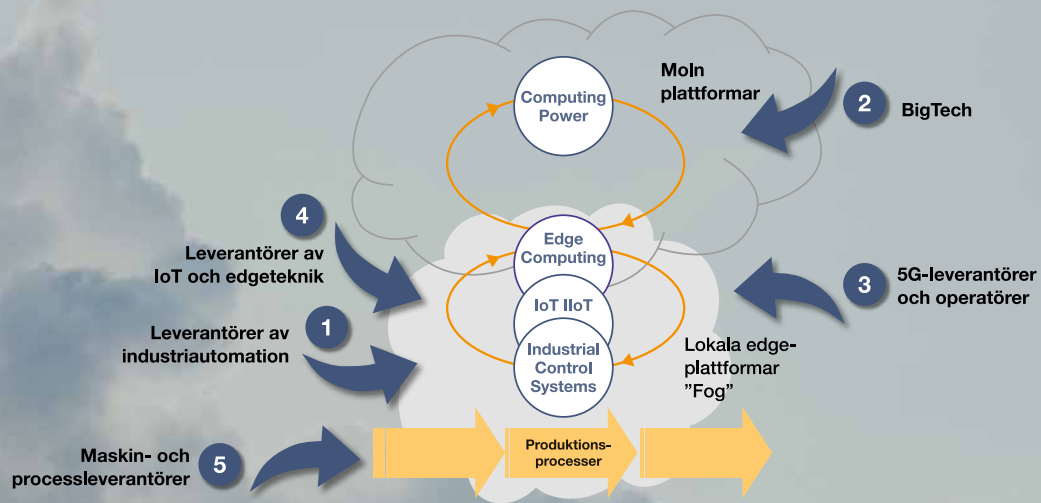 Computing
Power
Moln
plattformar
2
BigTech
4
Leverantörer av
IoT och edgeteknik
Edge
Computing
3
5G-leverantörer
och operatörer
IoT IIoT
1
Leverantörer av
industriautomation
Industrial
Control
Systems
Lokala edge-
plattformar
”Fog”
Produktions-
processer
Maskin- och
processleverantörer
5